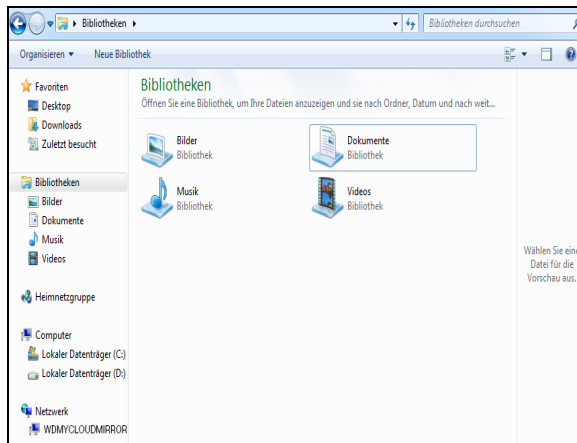 Bibliotheken
Bibliotheken durchsuchen
Organisieren
Neue Bibliothek
Favoriten
Desktop
Downloads
Zuletzt besucht
Bibliotheken
Bilder
Dokumente
Musik
Videos
Heimnetzgruppe
Computer
Lokaler Datenträger (C:)
Lokaler Datenträger (D:)
Netzwerk
WDMYCLOUDMIRROR
Bibliotheken
Öffnen Sie eine Bibliothek, um Ihre Dateien anzuzeigen und sie nach Ordner, Datum und nach weit...
Bilder
Bibliothek
Dokumente
Bibliothek
Musik
Bibliothek
Videos
Bibliothek
Wählen Sie eine
Datei für die
Vorschau aus.